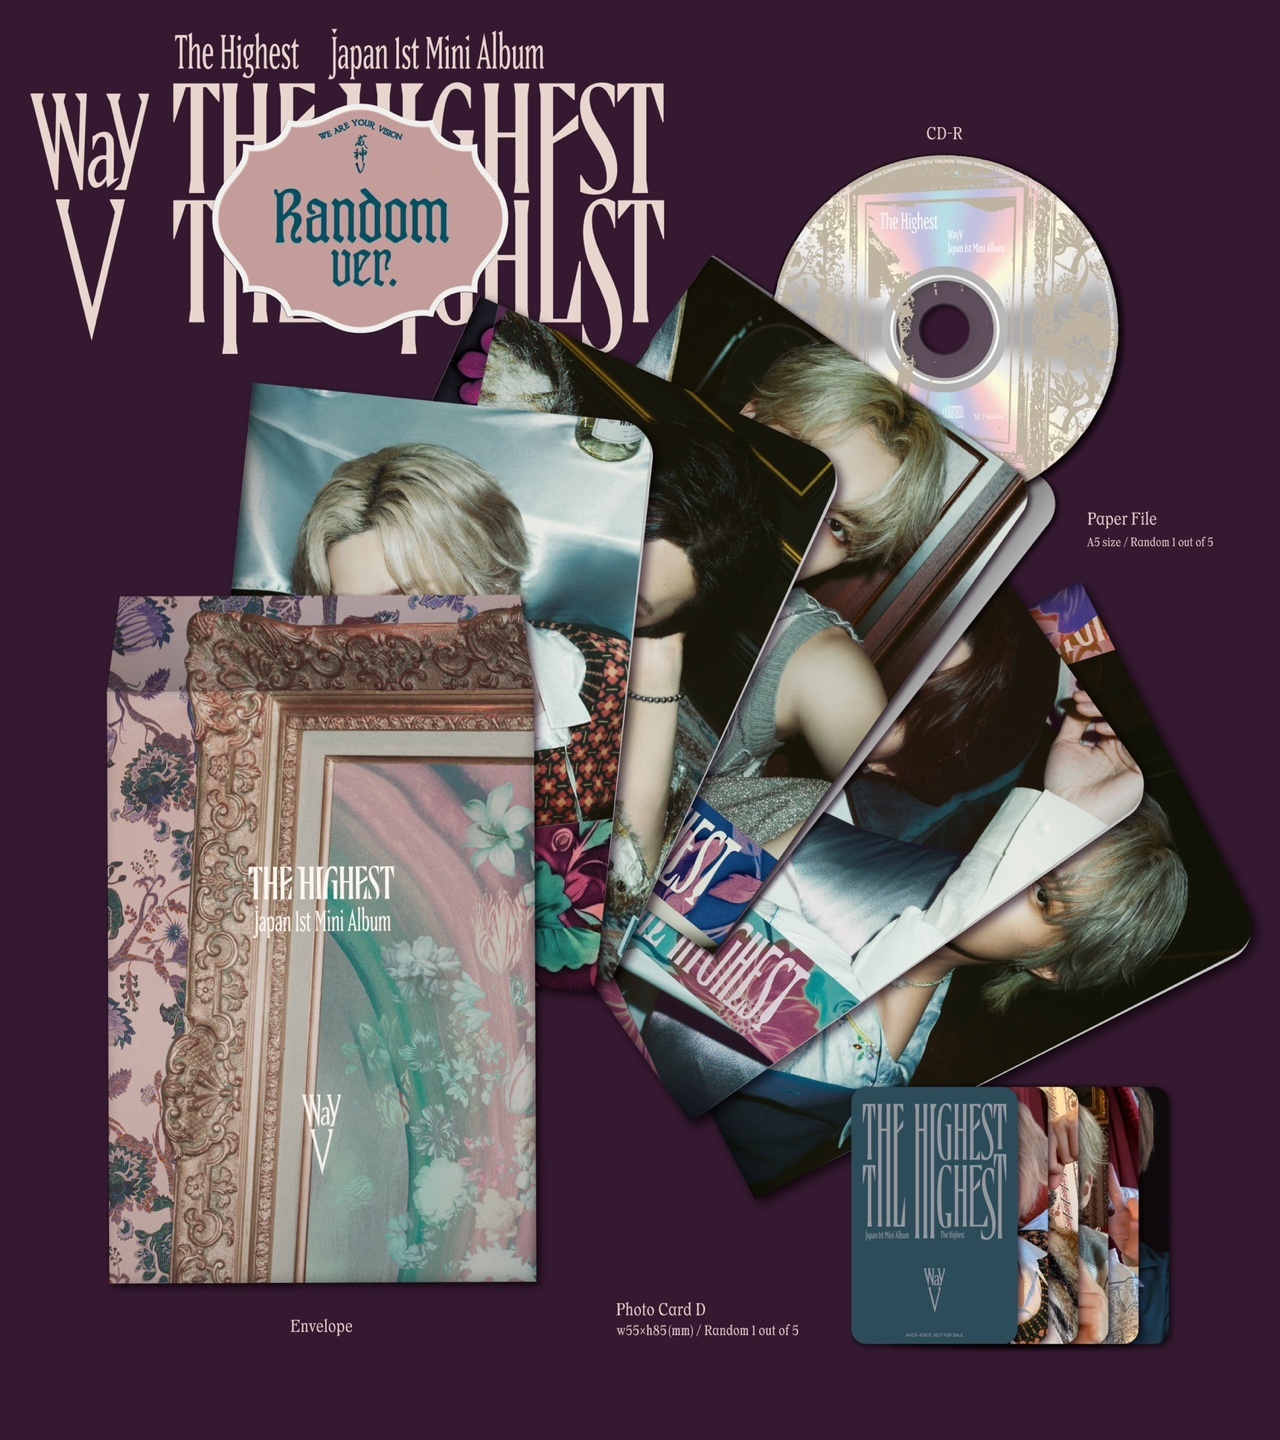 The Highest Japan 1st Mini Album
WayV
THE HIGHEST
THE HIGHEST
WE ARE YOUR VISION
威神V
Random
ver.
CD-R
The Highest
WayV
Japan 1st Mini Album
Paper File
A5 size / Random 1 out of 5
THE HIGHEST
Japan 1st Mini Album
WayV
THE HIGHEST
THE HIGHEST
THE HIGHEST
Japan 1st Mini Album The Highest
WayV
Envelope
Photo Card D
w55×h85(mm) / Random 1 out of 5